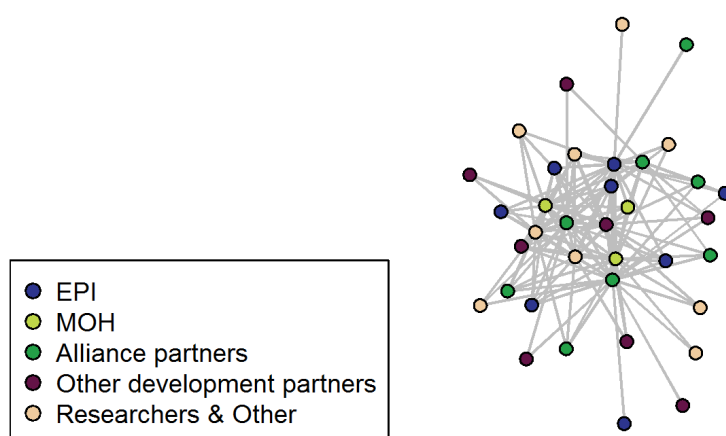 EPI
MOH
Alliance partners
Other development partners
Researchers & Other